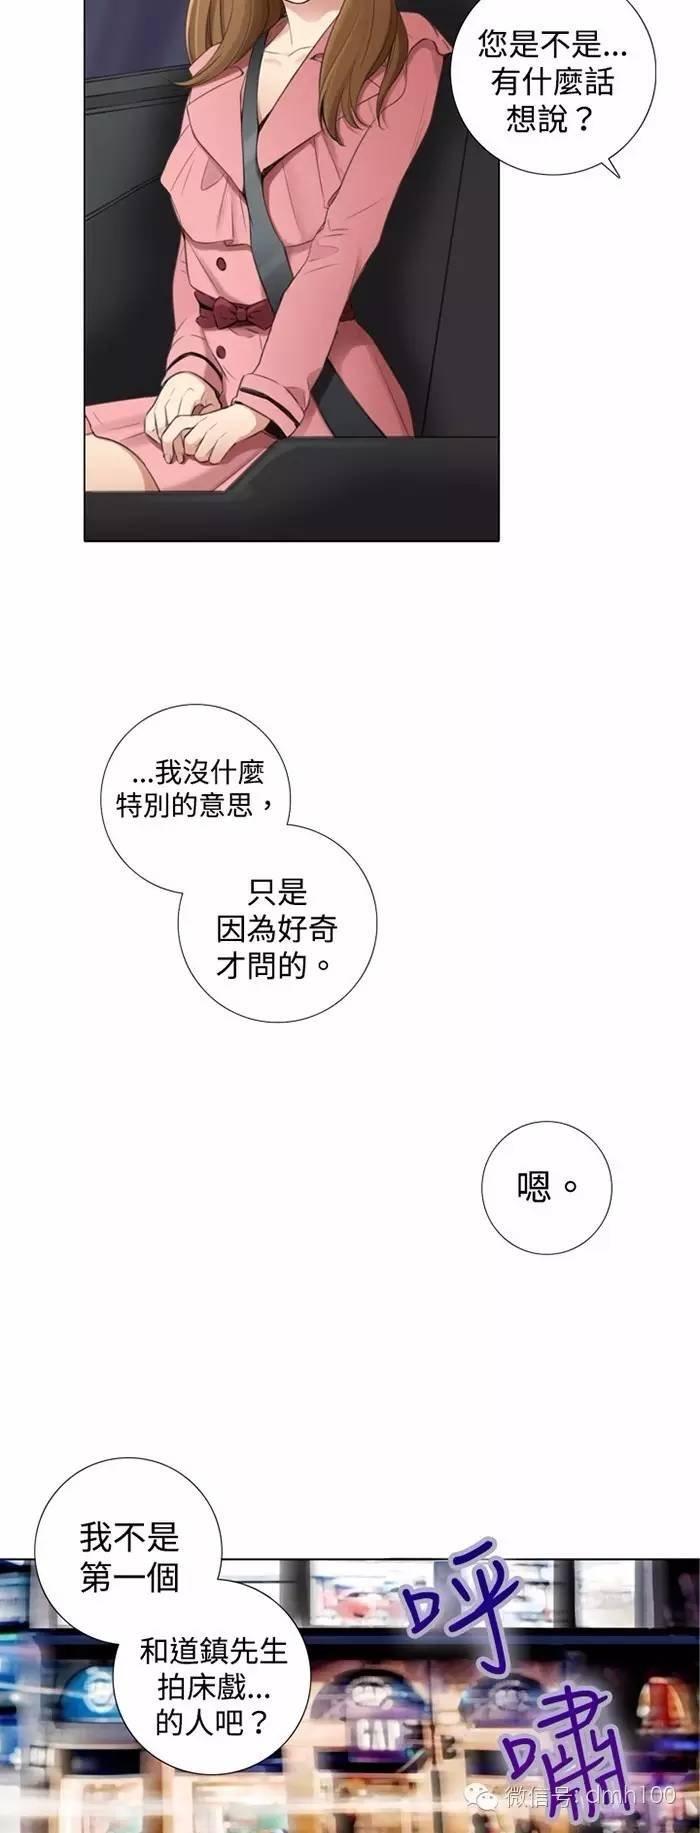 您是不是...
有什麼話
想說？
...我沒什麼
特別的意思，
只是
因為好奇
才問的。
嗯。
我不是
第一個
和道鎮先生
拍床戲...
的人吧？
呼
嘯
GAP
微信号: dmh100